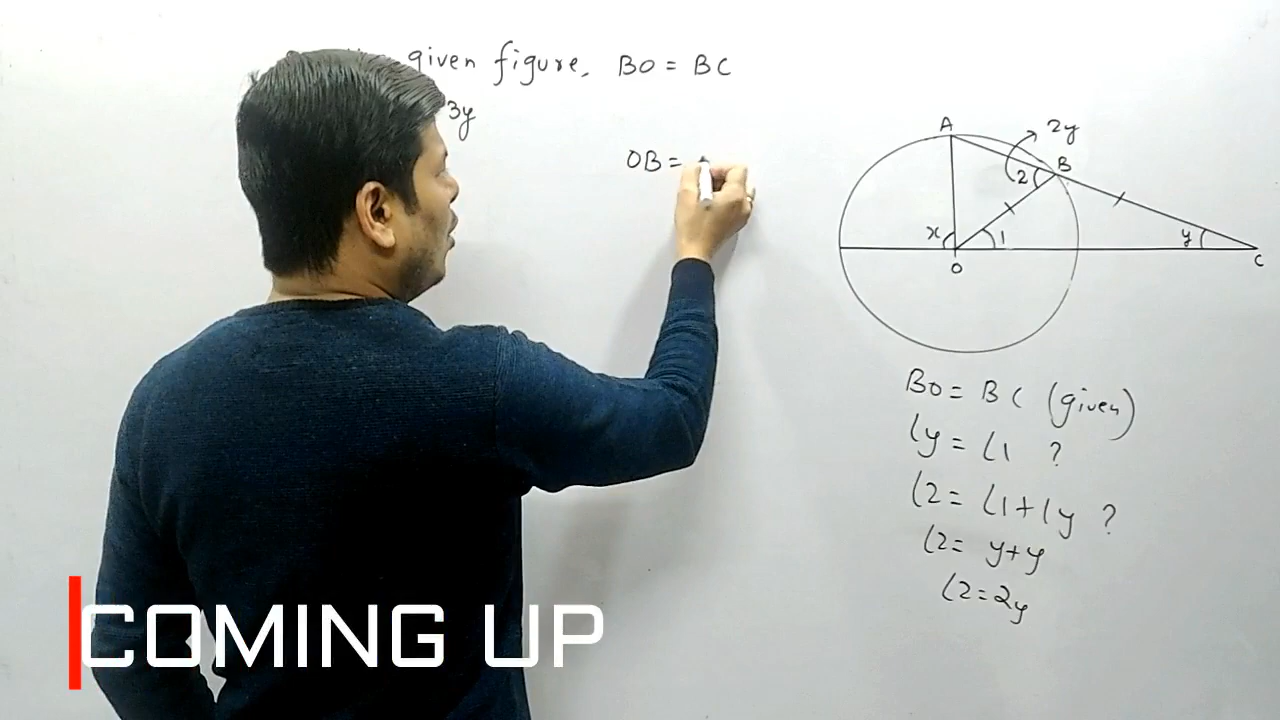 given figure, BO = BC
3y
OB =
A
2y
B
2
x
1
y
O
C
BO = BC (given)
∠y = ∠1 ?
∠2 = ∠1 + ∠y ?
∠2 = y + y
∠2 = 2y
COMING UP